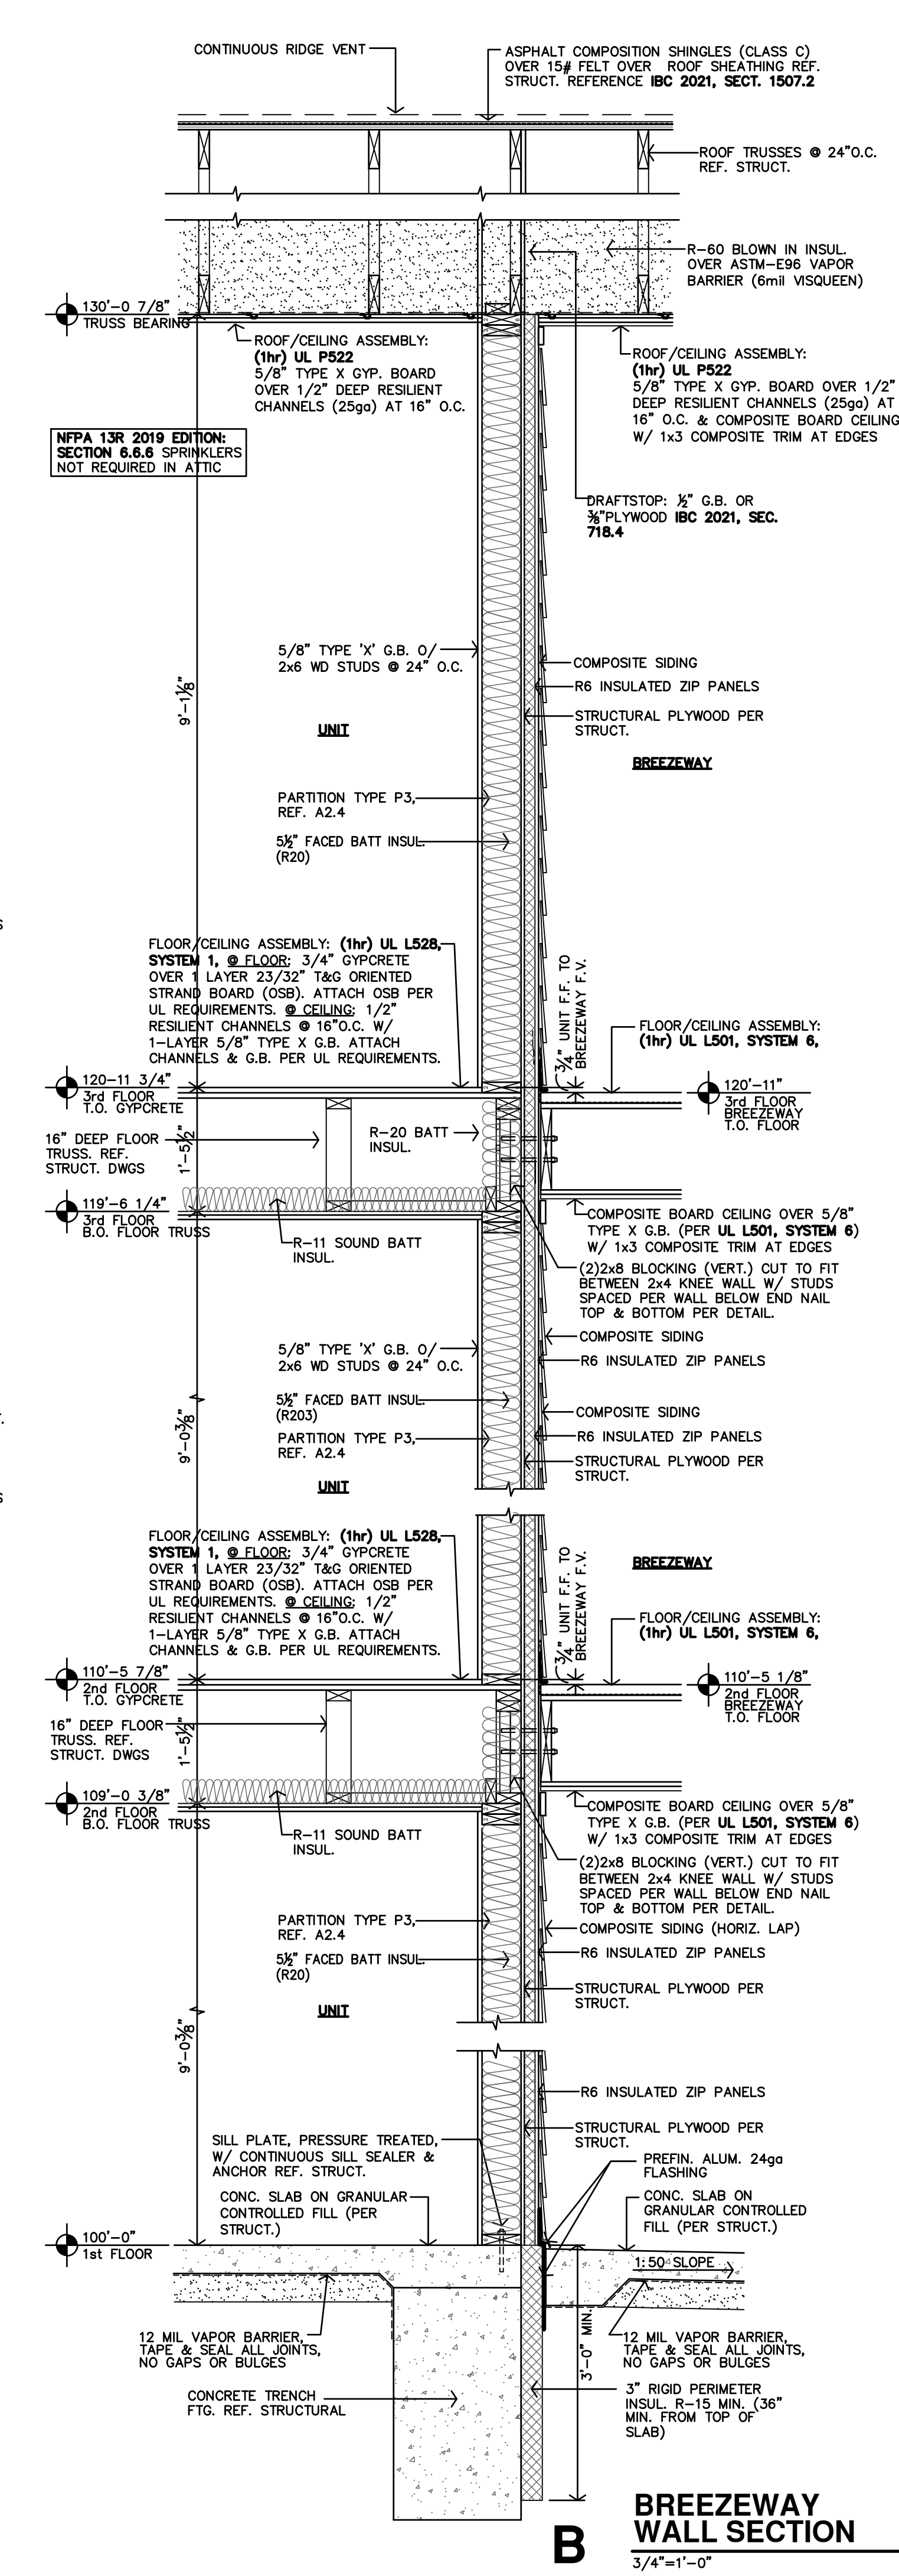 CONTINUOUS RIDGE VENT
ASPHALT COMPOSITION SHINGLES (CLASS C)
OVER 15# FELT OVER ROOF SHEATHING REF.
STRUCT. REFERENCE IBC 2021, SECT. 1507.2
ROOF TRUSSES @ 24"O.C.
REF. STRUCT.
R-60 BLOWN IN INSUL.
OVER ASTM-E96 VAPOR
BARRIER (6mil VISQUEEN)
130'-0 7/8"
TRUSS BEARING
ROOF/CEILING ASSEMBLY:
(1hr) UL P522
5/8" TYPE X GYP. BOARD
OVER 1/2" DEEP RESILIENT
CHANNELS (25ga) AT 16" O.C.
ROOF/CEILING ASSEMBLY:
(1hr) UL P522
5/8" TYPE X GYP. BOARD OVER 1/2"
DEEP RESILIENT CHANNELS (25ga) AT
16" O.C. & COMPOSITE BOARD CEILING
W/ 1x3 COMPOSITE TRIM AT EDGES
NFPA 13R 2019 EDITION:
SECTION 6.6.6 SPRINKLERS
NOT REQUIRED IN ATTIC
DRAFTSTOP: ½" G.B. OR
⅜"PLYWOOD IBC 2021, SEC.
718.4
5/8" TYPE 'X' G.B. O/
2x6 WD STUDS @ 24" O.C.
COMPOSITE SIDING
R6 INSULATED ZIP PANELS
STRUCTURAL PLYWOOD PER
STRUCT.
9'-1⅛"
UNIT
BREEZEWAY
PARTITION TYPE P3,
REF. A2.4
5½" FACED BATT INSUL.
(R20)
S
FLOOR/CEILING ASSEMBLY: (1hr) UL L528,
SYSTEM 1, @ FLOOR: 3/4" GYPCRETE
OVER 1 LAYER 23/32" T&G ORIENTED
STRAND BOARD (OSB). ATTACH OSB PER
UL REQUIREMENTS. @ CEILING: 1/2"
RESILIENT CHANNELS @ 16"O.C. W/
1-LAYER 5/8" TYPE X G.B. ATTACH
CHANNELS & G.B. PER UL REQUIREMENTS.
3/4" UNIT F.F. TO
BREEZEWAY F.V.
FLOOR/CEILING ASSEMBLY:
(1hr) UL L501, SYSTEM 6,
120-11 3/4"
3rd FLOOR
T.O. GYPCRETE
120'-11"
3rd FLOOR
BREEZEWAY
T.O. FLOOR
16" DEEP FLOOR
TRUSS. REF.
STRUCT. DWGS
1'-5½"
R-20 BATT
INSUL.
119'-6 1/4"
3rd FLOOR
B.O. FLOOR TRUSS
R-11 SOUND BATT
INSUL.
COMPOSITE BOARD CEILING OVER 5/8"
TYPE X G.B. (PER UL L501, SYSTEM 6)
W/ 1x3 COMPOSITE TRIM AT EDGES
(2)2x8 BLOCKING (VERT.) CUT TO FIT
BETWEEN 2x4 KNEE WALL W/ STUDS
SPACED PER WALL BELOW END NAIL
TOP & BOTTOM PER DETAIL.
COMPOSITE SIDING
R6 INSULATED ZIP PANELS
5/8" TYPE 'X' G.B. O/
2x6 WD STUDS @ 24" O.C.
5½" FACED BATT INSUL.
(R203)
COMPOSITE SIDING
R6 INSULATED ZIP PANELS
PARTITION TYPE P3,
REF. A2.4
STRUCTURAL PLYWOOD PER
STRUCT.
9'-0⅜"
T.
UNIT
S
FLOOR/CEILING ASSEMBLY: (1hr) UL L528,
SYSTEM 1, @ FLOOR: 3/4" GYPCRETE
OVER 1 LAYER 23/32" T&G ORIENTED
STRAND BOARD (OSB). ATTACH OSB PER
UL REQUIREMENTS. @ CEILING: 1/2"
RESILIENT CHANNELS @ 16"O.C. W/
1-LAYER 5/8" TYPE X G.B. ATTACH
CHANNELS & G.B. PER UL REQUIREMENTS.
3/4" UNIT F.F. TO
BREEZEWAY F.V.
BREEZEWAY
FLOOR/CEILING ASSEMBLY:
(1hr) UL L501, SYSTEM 6,
110'-5 7/8"
2nd FLOOR
T.O. GYPCRETE
110'-5 1/8"
2nd FLOOR
BREEZEWAY
T.O. FLOOR
16" DEEP FLOOR
TRUSS. REF.
STRUCT. DWGS
1'-5½"
109'-0 3/8"
2nd FLOOR
B.O. FLOOR TRUSS
R-11 SOUND BATT
INSUL.
COMPOSITE BOARD CEILING OVER 5/8"
TYPE X G.B. (PER UL L501, SYSTEM 6)
W/ 1x3 COMPOSITE TRIM AT EDGES
(2)2x8 BLOCKING (VERT.) CUT TO FIT
BETWEEN 2x4 KNEE WALL W/ STUDS
SPACED PER WALL BELOW END NAIL
TOP & BOTTOM PER DETAIL.
PARTITION TYPE P3,
REF. A2.4
COMPOSITE SIDING (HORIZ. LAP)
R6 INSULATED ZIP PANELS
5½" FACED BATT INSUL.
(R20)
STRUCTURAL PLYWOOD PER
STRUCT.
UNIT
9'-0⅜"
R6 INSULATED ZIP PANELS
STRUCTURAL PLYWOOD PER
STRUCT.
SILL PLATE, PRESSURE TREATED,
W/ CONTINUOUS SILL SEALER &
ANCHOR REF. STRUCT.
PREFIN. ALUM. 24ga
FLASHING
CONC. SLAB ON GRANULAR
CONTROLLED FILL (PER
STRUCT.)
CONC. SLAB ON
GRANULAR CONTROLLED
FILL (PER STRUCT.)
100'-0"
1st FLOOR
1:50 SLOPE
12 MIL VAPOR BARRIER,
TAPE & SEAL ALL JOINTS,
NO GAPS OR BULGES
3'-0" MIN.
12 MIL VAPOR BARRIER,
TAPE & SEAL ALL JOINTS,
NO GAPS OR BULGES
CONCRETE TRENCH
FTG. REF. STRUCTURAL
3" RIGID PERIMETER
INSUL. R-15 MIN. (36"
MIN. FROM TOP OF
SLAB)
B
BREEZEWAY
WALL SECTION
3/4"=1'-0"